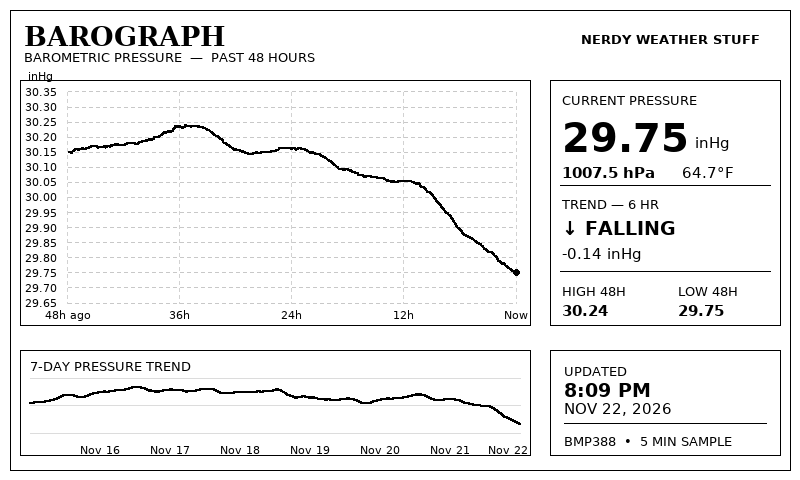 BAROGRAPH
BAROMETRIC PRESSURE — PAST 48 HOURS
NERDY WEATHER STUFF
inHg
30.35
30.30
30.25
30.20
30.15
30.10
30.05
30.00
29.95
29.90
29.85
29.80
29.75
29.70
29.65
48h ago 36h 24h 12h Now
CURRENT PRESSURE
29.75 inHg
1007.5 hPa 64.7°F
TREND — 6 HR
↓ FALLING
-0.14 inHg
HIGH 48H LOW 48H
30.24 29.75
7-DAY PRESSURE TREND
Nov 16 Nov 17 Nov 18 Nov 19 Nov 20 Nov 21 Nov 22
UPDATED
8:09 PM
NOV 22, 2026
BMP388 • 5 MIN SAMPLE